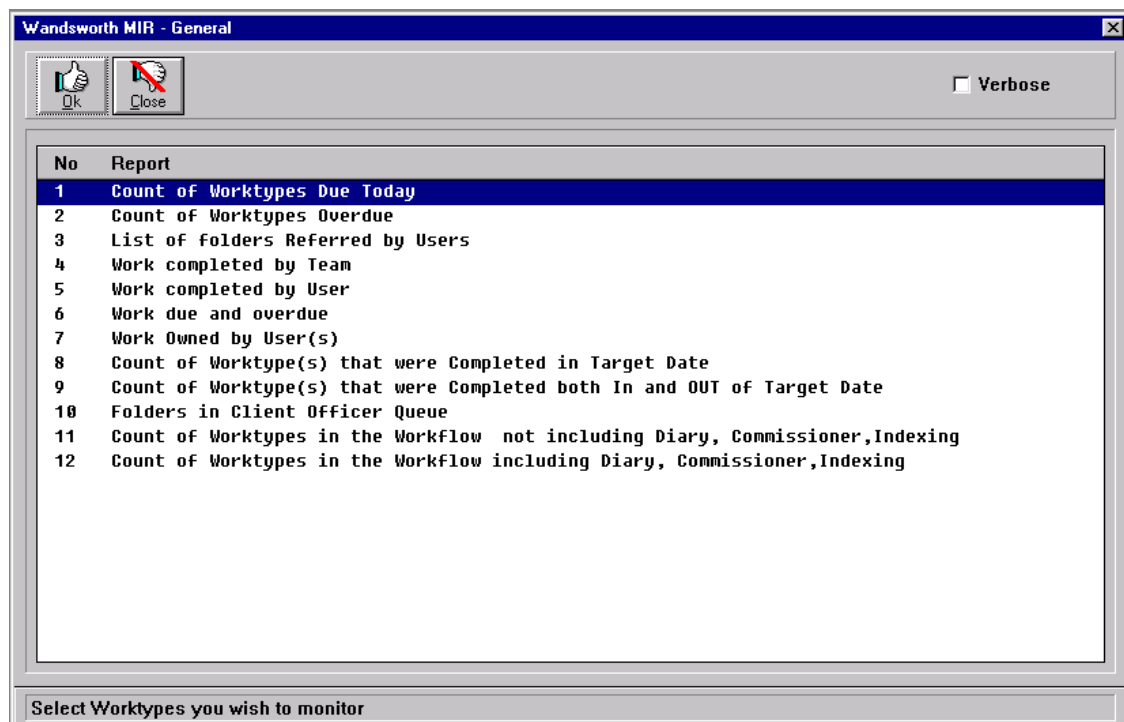 Wandsworth MIR - General
Ok Close Verbose
No Report
1 Count of Worktypes Due Today
2 Count of Worktypes Overdue
3 List of folders Referred by Users
4 Work completed by Team
5 Work completed by User
6 Work due and overdue
7 Work Owned by User(s)
8 Count of Worktype(s) that were Completed in Target Date
9 Count of Worktype(s) that were Completed both In and OUT of Target Date
10 Folders in Client Officer Queue
11 Count of Worktypes in the Workflow  not including Diary, Commissioner,Indexing
12 Count of Worktypes in the Workflow including Diary, Commissioner,Indexing
Select Worktypes you wish to monitor